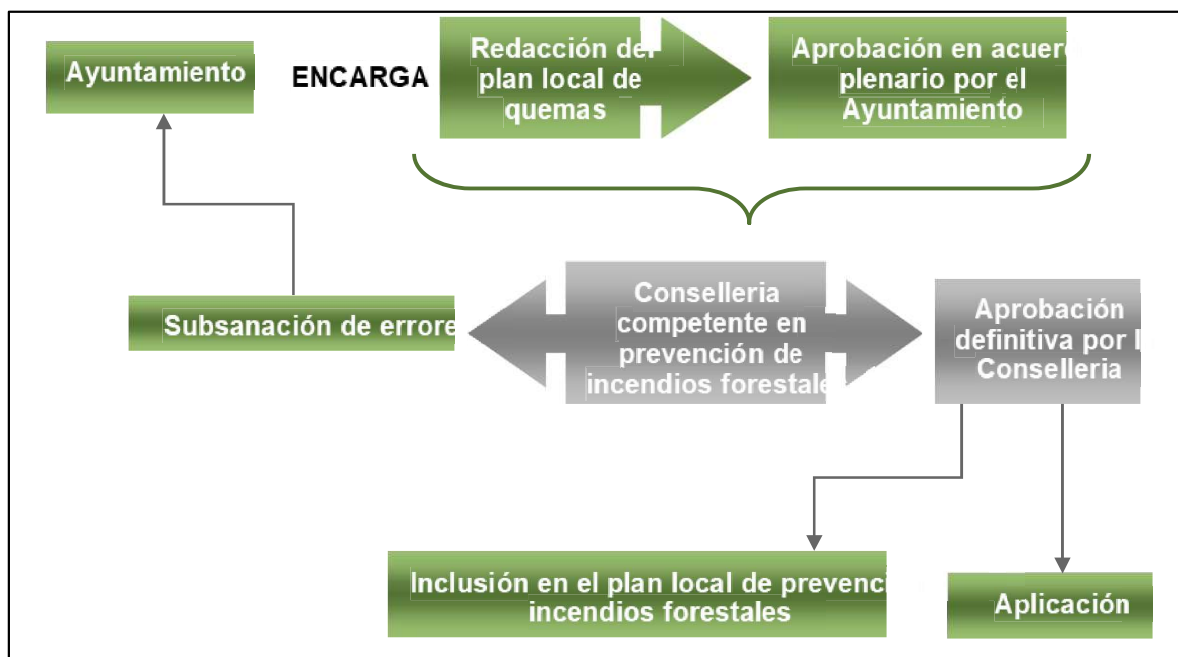 Ayuntamiento
ENCARGA
Redacción del
plan local de
quemas
Aprobación en acuer
plenario por el
Ayuntamiento
Subsanación de errore
Conselleria
competente en
prevención de
incendios forestale
Aprobación
definitiva por l
Conselleria
Inclusión en el plan local de prevenci
incendios forestales
Aplicación